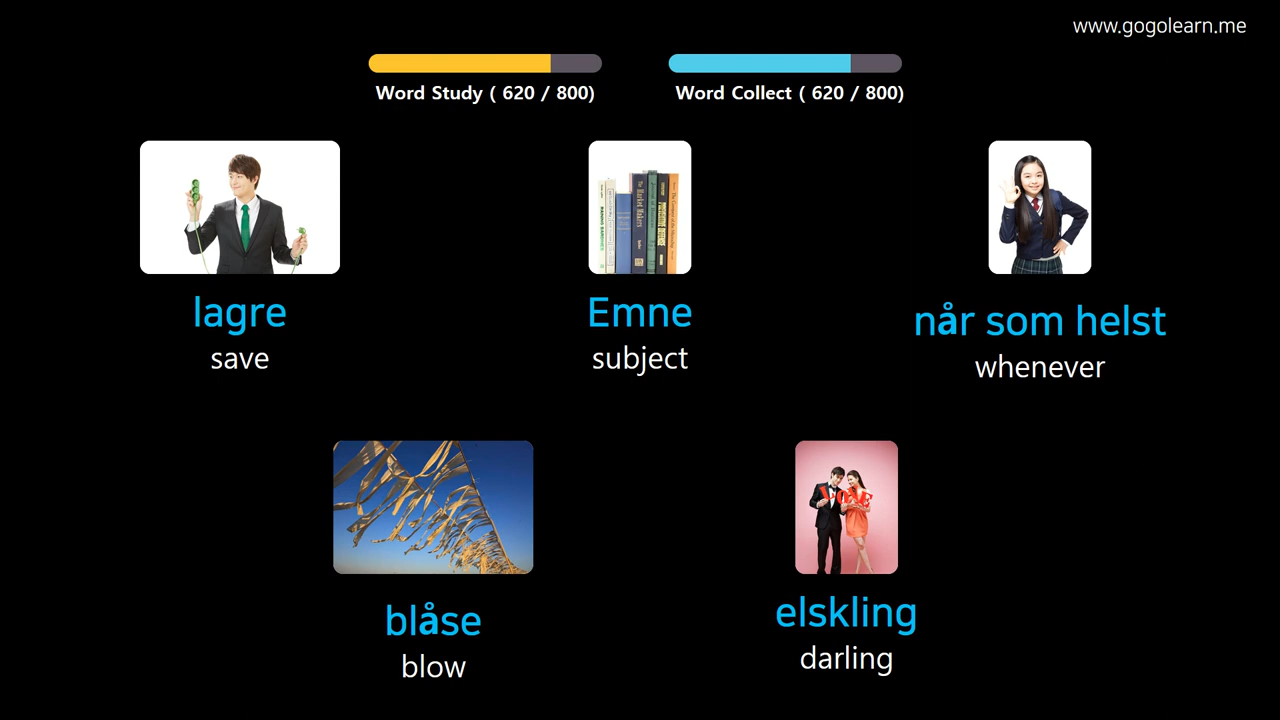 www.gogolearn.me
Word Study ( 620 / 800)
Word Collect ( 620 / 800)
lagre
save
Emne
subject
når som helst
whenever
blåse
blow
elskling
darling